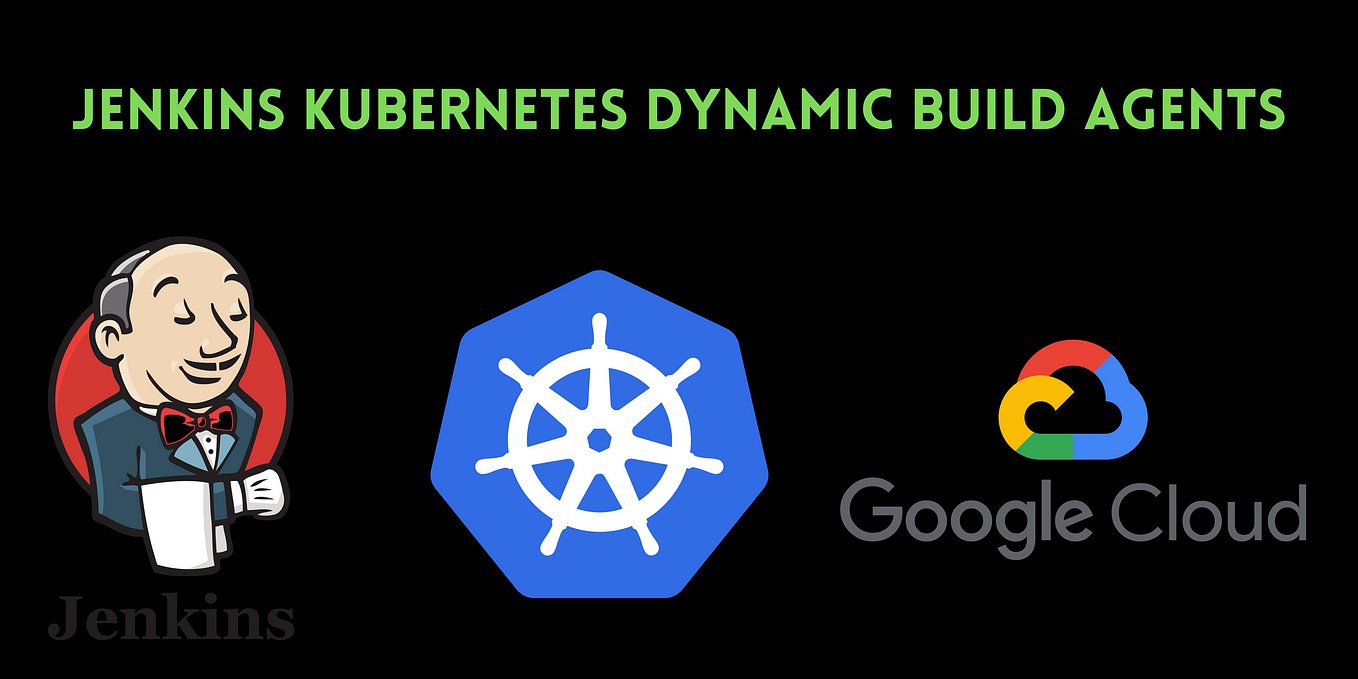 JENKINS KUBERNETES DYNAMIC BUILD AGENTS
Jenkins
Google Cloud